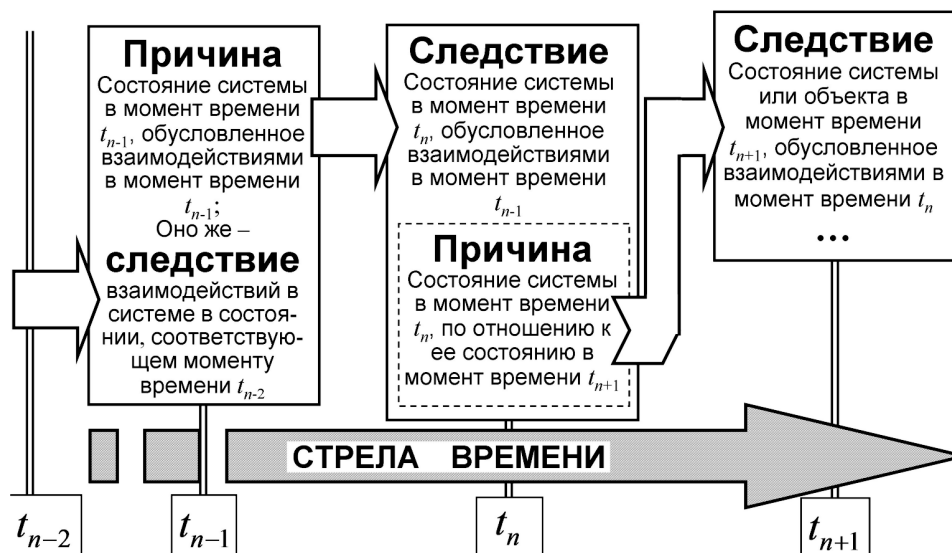 Причина
Состояние системы
в момент времени
tn-1, обусловленное
взаимодействиями
в момент времени
tn-1;
Оно же –
следствие
взаимодействий в
системе в состоя-
нии, соответствую-
щем моменту
времени tn-2
Следствие
Состояние системы
в момент времени
tn, обусловленное
взаимодействиями
в момент времени
tn-1
Причина
Состояние системы
в момент времени
tn, по отношению к
ее состоянию в
момент времени tn+1
Следствие
Состояние системы
или объекта в
момент времени
tn+1, обусловленное
взаимодействиями в
момент времени tn
...
СТРЕЛА ВРЕМЕНИ
tn−2
tn−1
tn
tn+1